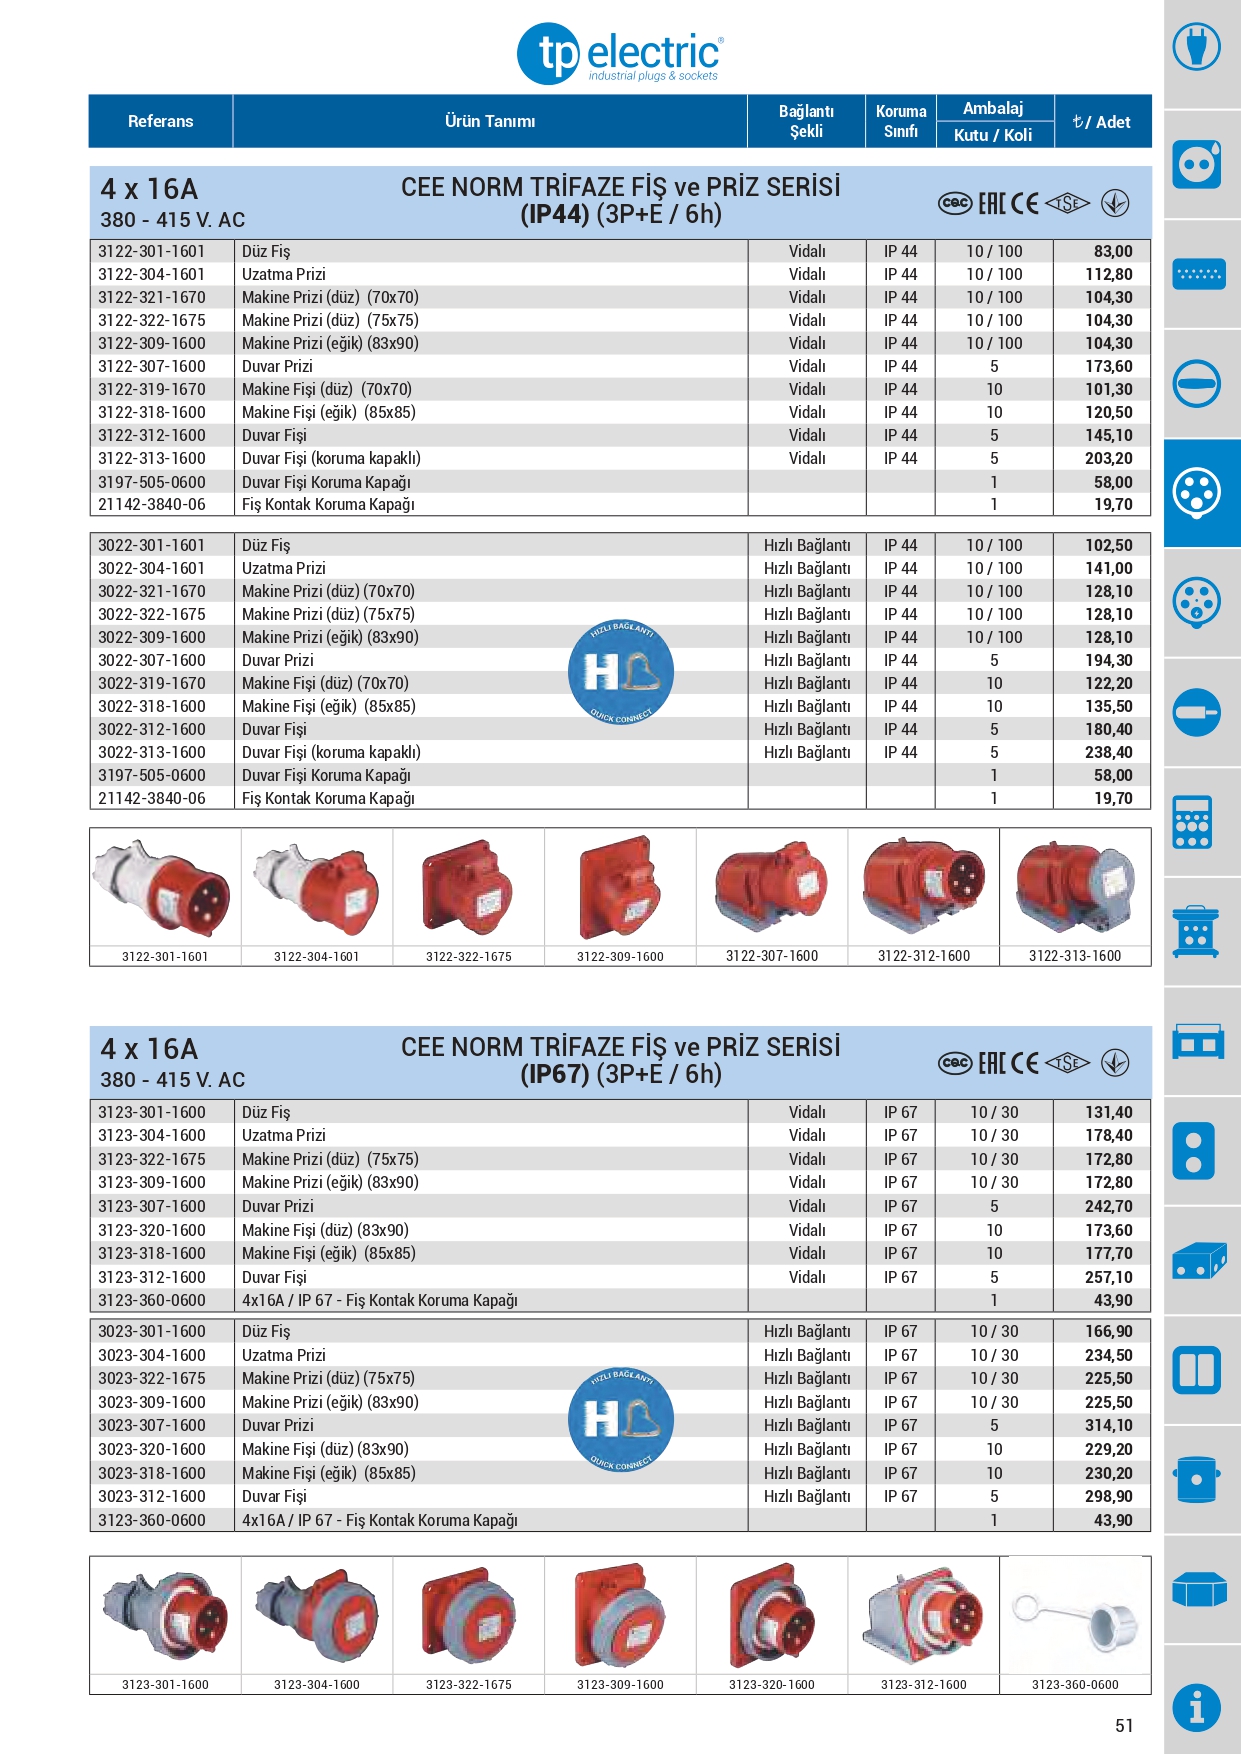 tp electric®
industrial plugs & sockets
Referans Ürün Tanımı Bağlantı Şekli Koruma Sınıfı Ambalaj Kutu / Koli ₺/ Adet
4 x 16A CEE NORM TRİFAZE FİŞ ve PRİZ SERİSİ
380 - 415 V. AC (IP44) (3P+E / 6h) EAC CE TSE
3122-301-1601 Düz Fiş Vidalı IP 44 10 / 100 83,00
3122-304-1601 Uzatma Prizi Vidalı IP 44 10 / 100 112,80
3122-321-1670 Makine Prizi (düz) (70x70) Vidalı IP 44 10 / 100 104,30
3122-322-1675 Makine Prizi (düz) (75x75) Vidalı IP 44 10 / 100 104,30
3122-309-1600 Makine Prizi (eğik) (83x90) Vidalı IP 44 10 / 100 104,30
3122-307-1600 Duvar Prizi Vidalı IP 44 5 173,60
3122-319-1670 Makine Fişi (düz) (70x70) Vidalı IP 44 10 101,30
3122-318-1600 Makine Fişi (eğik) (85x85) Vidalı IP 44 10 120,50
3122-312-1600 Duvar Fişi Vidalı IP 44 5 145,10
3122-313-1600 Duvar Fişi (koruma kapaklı) Vidalı IP 44 5 203,20
3197-505-0600 Duvar Fişi Koruma Kapağı 1 58,00
21142-3840-06 Fiş Kontak Koruma Kapağı 1 19,70
3022-301-1601 Düz Fiş Hızlı Bağlantı IP 44 10 / 100 102,50
3022-304-1601 Uzatma Prizi Hızlı Bağlantı IP 44 10 / 100 141,00
3022-321-1670 Makine Prizi (düz) (70x70) Hızlı Bağlantı IP 44 10 / 100 128,10
3022-322-1675 Makine Prizi (düz) (75x75) Hızlı Bağlantı IP 44 10 / 100 128,10
3022-309-1600 Makine Prizi (eğik) (83x90) Hızlı Bağlantı IP 44 10 / 100 128,10
3022-307-1600 Duvar Prizi Hızlı Bağlantı IP 44 5 194,30
3022-319-1670 Makine Fişi (düz) (70x70) Hızlı Bağlantı IP 44 10 122,20
3022-318-1600 Makine Fişi (eğik) (85x85) Hızlı Bağlantı IP 44 10 135,50
3022-312-1600 Duvar Fişi Hızlı Bağlantı IP 44 5 180,40
3022-313-1600 Duvar Fişi (koruma kapaklı) Hızlı Bağlantı IP 44 5 238,40
3197-505-0600 Duvar Fişi Koruma Kapağı 1 58,00
21142-3840-06 Fiş Kontak Koruma Kapağı 1 19,70
HIZLI BAĞLANTI
HB
QUICK CONNECT
3122-301-1601 3122-304-1601 3122-322-1675 3122-309-1600 3122-307-1600 3122-312-1600 3122-313-1600
4 x 16A CEE NORM TRİFAZE FİŞ ve PRİZ SERİSİ
380 - 415 V. AC (IP67) (3P+E / 6h) EAC CE TSE
3123-301-1600 Düz Fiş Vidalı IP 67 10 / 30 131,40
3123-304-1600 Uzatma Prizi Vidalı IP 67 10 / 30 178,40
3123-322-1675 Makine Prizi (düz) (75x75) Vidalı IP 67 10 / 30 172,80
3123-309-1600 Makine Prizi (eğik) (83x90) Vidalı IP 67 10 / 30 172,80
3123-307-1600 Duvar Prizi Vidalı IP 67 5 242,70
3123-320-1600 Makine Fişi (düz) (83x90) Vidalı IP 67 10 173,60
3123-318-1600 Makine Fişi (eğik) (85x85) Vidalı IP 67 10 177,70
3123-312-1600 Duvar Fişi Vidalı IP 67 5 257,10
3123-360-0600 4x16A / IP 67 - Fiş Kontak Koruma Kapağı 1 43,90
3023-301-1600 Düz Fiş Hızlı Bağlantı IP 67 10 / 30 166,90
3023-304-1600 Uzatma Prizi Hızlı Bağlantı IP 67 10 / 30 234,50
3023-322-1675 Makine Prizi (düz) (75x75) Hızlı Bağlantı IP 67 10 / 30 225,50
3023-309-1600 Makine Prizi (eğik) (83x90) Hızlı Bağlantı IP 67 10 / 30 225,50
3023-307-1600 Duvar Prizi Hızlı Bağlantı IP 67 5 314,10
3023-320-1600 Makine Fişi (düz) (83x90) Hızlı Bağlantı IP 67 10 229,20
3023-318-1600 Makine Fişi (eğik) (85x85) Hızlı Bağlantı IP 67 10 230,20
3023-312-1600 Duvar Fişi Hızlı Bağlantı IP 67 5 298,90
3123-360-0600 4x16A / IP 67 - Fiş Kontak Koruma Kapağı 1 43,90
HIZLI BAĞLANTI
HB
QUICK CONNECT
3123-301-1600 3123-304-1600 3123-322-1675 3123-309-1600 3123-320-1600 3123-312-1600 3123-360-0600
51